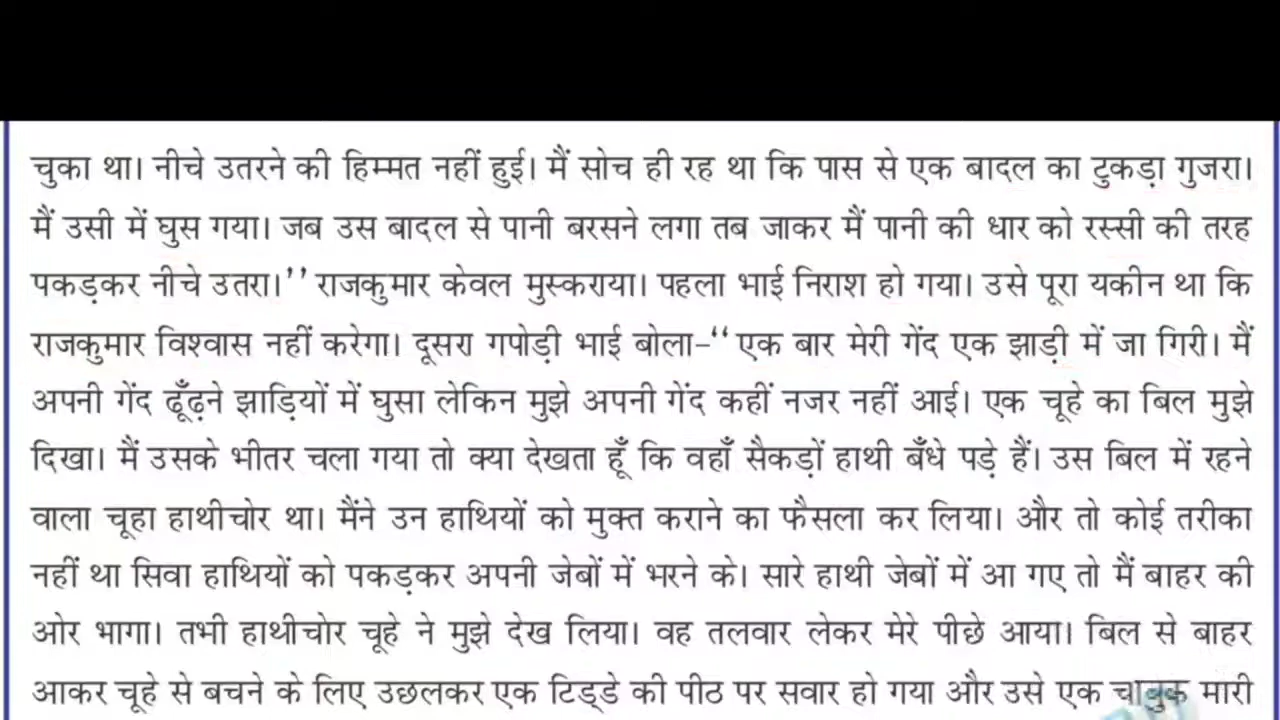 चुका था। नीचे उतरने की हिम्मत नहीं हुई। मैं सोच ही रह था कि पास से एक बादल का टुकड़ा गुजरा।
मैं उसी में घुस गया। जब उस बादल से पानी बरसने लगा तब जाकर मैं पानी की धार को रस्सी की तरह
पकड़कर नीचे उतरा।’’ राजकुमार केवल मुस्कराया। पहला भाई निराश हो गया। उसे पूरा यकीन था कि
राजकुमार विश्वास नहीं करेगा। दूसरा गपोड़ी भाई बोला-‘‘एक बार मेरी गेंद एक झाड़ी में जा गिरी। मैं
अपनी गेंद ढूँढ़ने झाड़ियों में घुसा लेकिन मुझे अपनी गेंद कहीं नजर नहीं आई। एक चूहे का बिल मुझे
दिखा। मैं उसके भीतर चला गया तो क्या देखता हूँ कि वहाँ सैकड़ों हाथी बँधे पड़े हैं। उस बिल में रहने
वाला चूहा हाथीचोर था। मैंने उन हाथियों को मुक्त कराने का फैसला कर लिया। और तो कोई तरीका
नहीं था सिवा हाथियों को पकड़कर अपनी जेबों में भरने के। सारे हाथी जेबों में आ गए तो मैं बाहर की
ओर भागा। तभी हाथीचोर चूहे ने मुझे देख लिया। वह तलवार लेकर मेरे पीछे आया। बिल से बाहर
आकर चूहे से बचने के लिए उछलकर एक टिड्डे की पीठ पर सवार हो गया और उसे एक चाबुक मारी